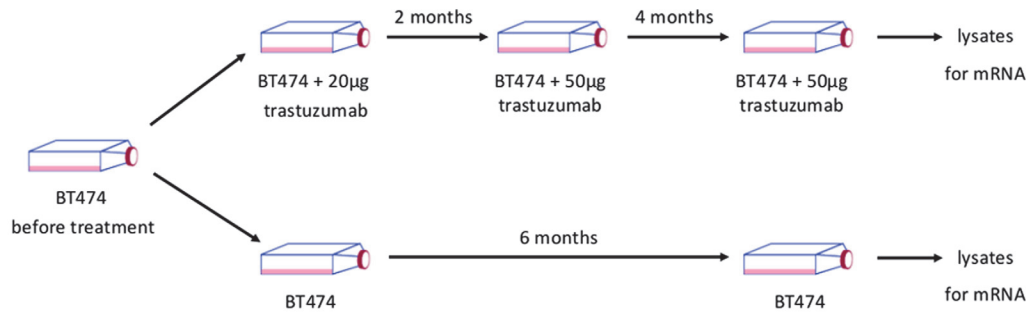 2 months
4 months
BT474 + 20µg
trastuzumab
BT474 + 50µg
trastuzumab
BT474 + 50µg
trastuzumab
lysates
for mRNA
BT474
before treatment
6 months
BT474
BT474
lysates
for mRNA